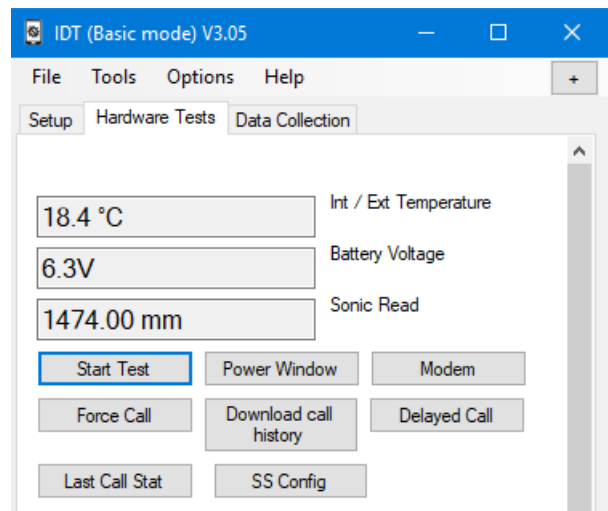 IDT (Basic mode) V3.05
File Tools Options Help +
Setup Hardware Tests Data Collection
18.4 °C Int / Ext Temperature
6.3V Battery Voltage
1474.00 mm Sonic Read
Start Test Power Window Modem
Force Call Download call history Delayed Call
Last Call Stat SS Config